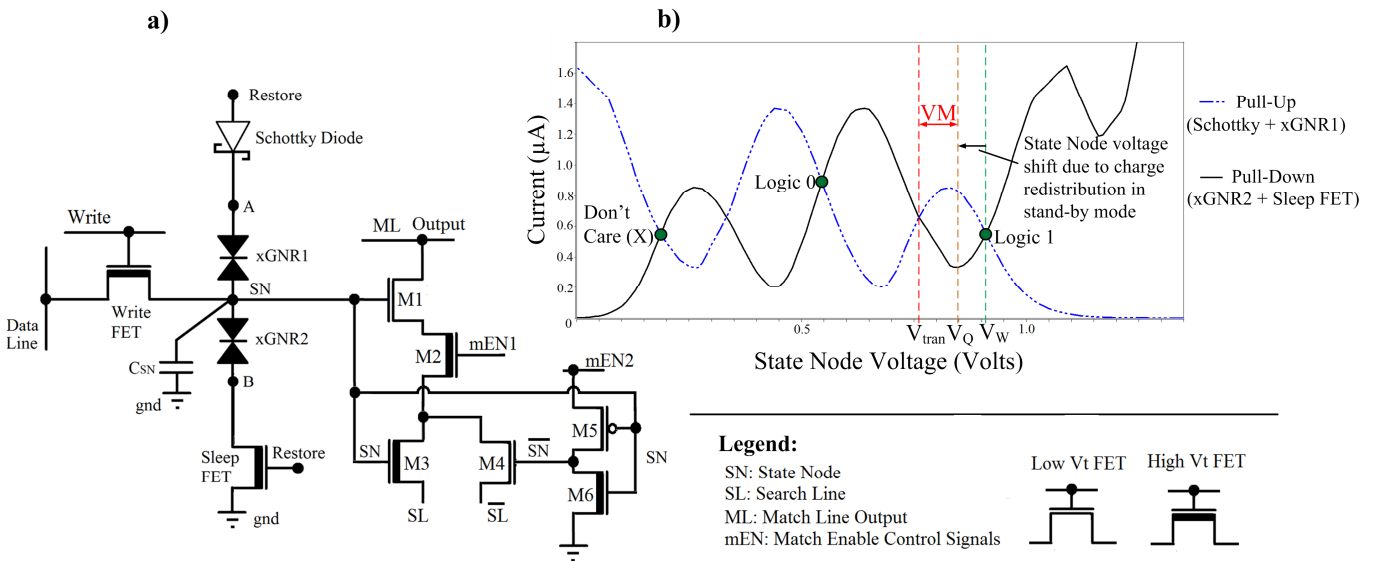 a)
Restore
Schottky Diode
A
Write
xGNR1
SN
Write
FET
Data
Line
xGNR2
CSN
gnd
B
Sleep
FET
Restore
gnd
ML Output
M1
M2
mEN1
mEN2
M5
SN
SN
M3
M4
S̅N̅
M6
SL
S̅L̅
b)
Current (μA)
1.6
1.4
1.2
1.0
0.8
0.6
0.4
0.2
0
0.5
1.0
Don't
Care (X)
Logic 0
VM
State Node voltage
shift due to charge
redistribution in
stand-by mode
Logic 1
Vtran
VQ
VW
State Node Voltage (Volts)
Pull-Up
(Schottky + xGNR1)
Pull-Down
(xGNR2 + Sleep FET)
Legend:
SN: State Node
SL: Search Line
ML: Match Line Output
mEN: Match Enable Control Signals
Low Vt FET
High Vt FET